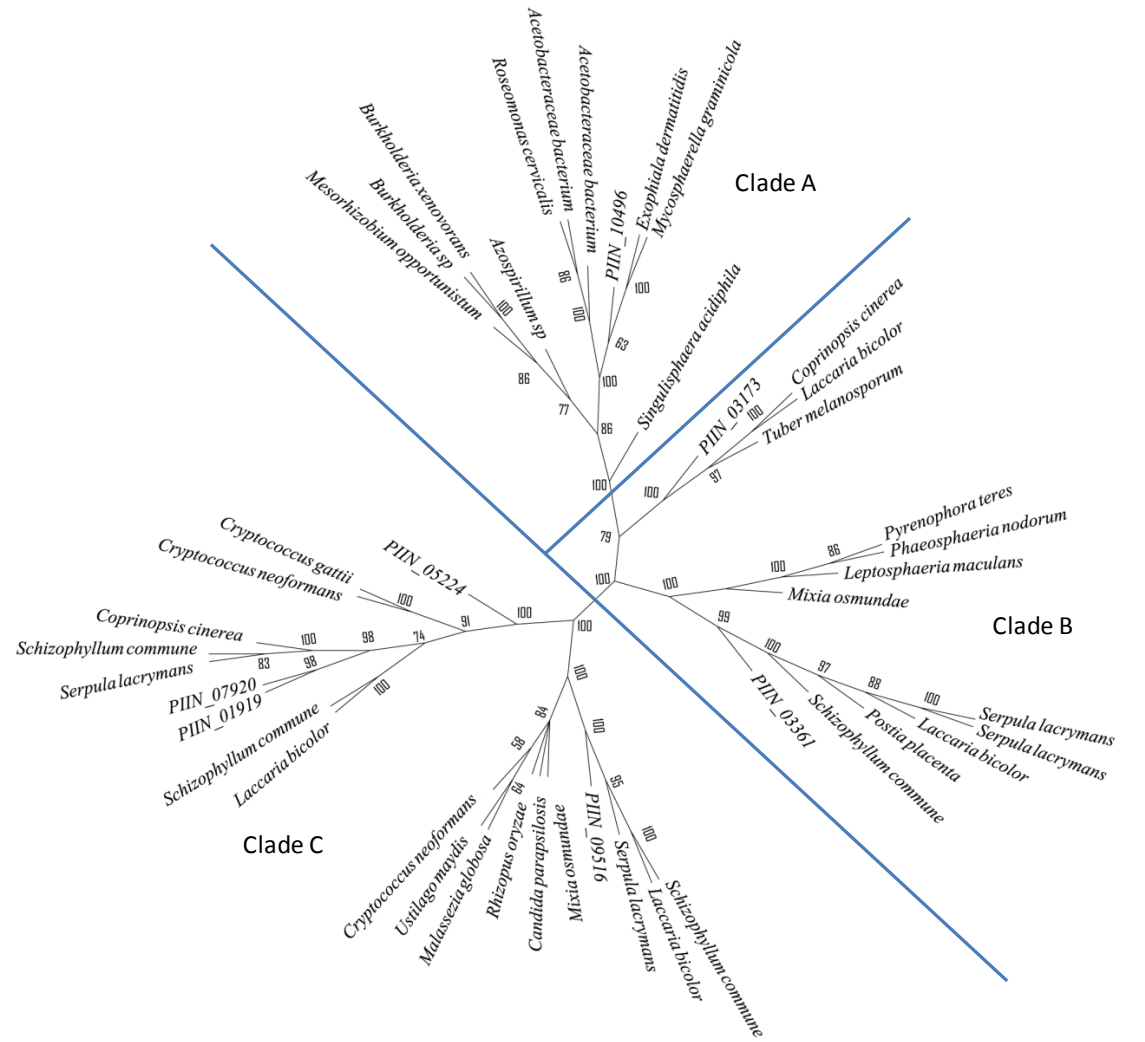 Acetobacteraceae bacterium
Acetobacteraceae bacterium
Roseomonas cervicalis
Burkholderia xenovorans
Burkholderia sp
Mesorhizobium opportunistum
Azospirillum sp
PIIN_10496
Exophiala dermatitidis
Mycosphaerella graminicola
Clade A
Singulisphaera acidiphila
86
100
100
100
63
86
77
100
86
100
79
100
Coprinopsis cinerea
Laccaria bicolor
Tuber melanosporum
PIIN_03173
100
100
97
Pyrenophora teres
Phaeosphaeria nodorum
Leptosphaeria maculans
Mixia osmundae
86
100
100
Clade B
99
100
97
88
100
PIIN_03361
Schizophyllum commune
Postia placenta
Laccaria bicolor
Serpula lacrymans
Serpula lacrymans
Cryptococcus gattii
Cryptococcus neoformans
PIIN_05224
Coprinopsis cinerea
Schizophyllum commune
Serpula lacrymans
PIIN_07920
PIIN_01919
Schizophyllum commune
Laccaria bicolor
100
100
91
100
98
74
83
98
100
100
Clade C
100
84
58
64
100
95
100
Cryptococcus neoformans
Ustilago maydis
Malassezia globosa
Rhizopus oryzae
Candida parapsilosis
Mixia osmundae
PIIN_09516
Serpula lacrymans
Laccaria bicolor
Schizophyllum commune